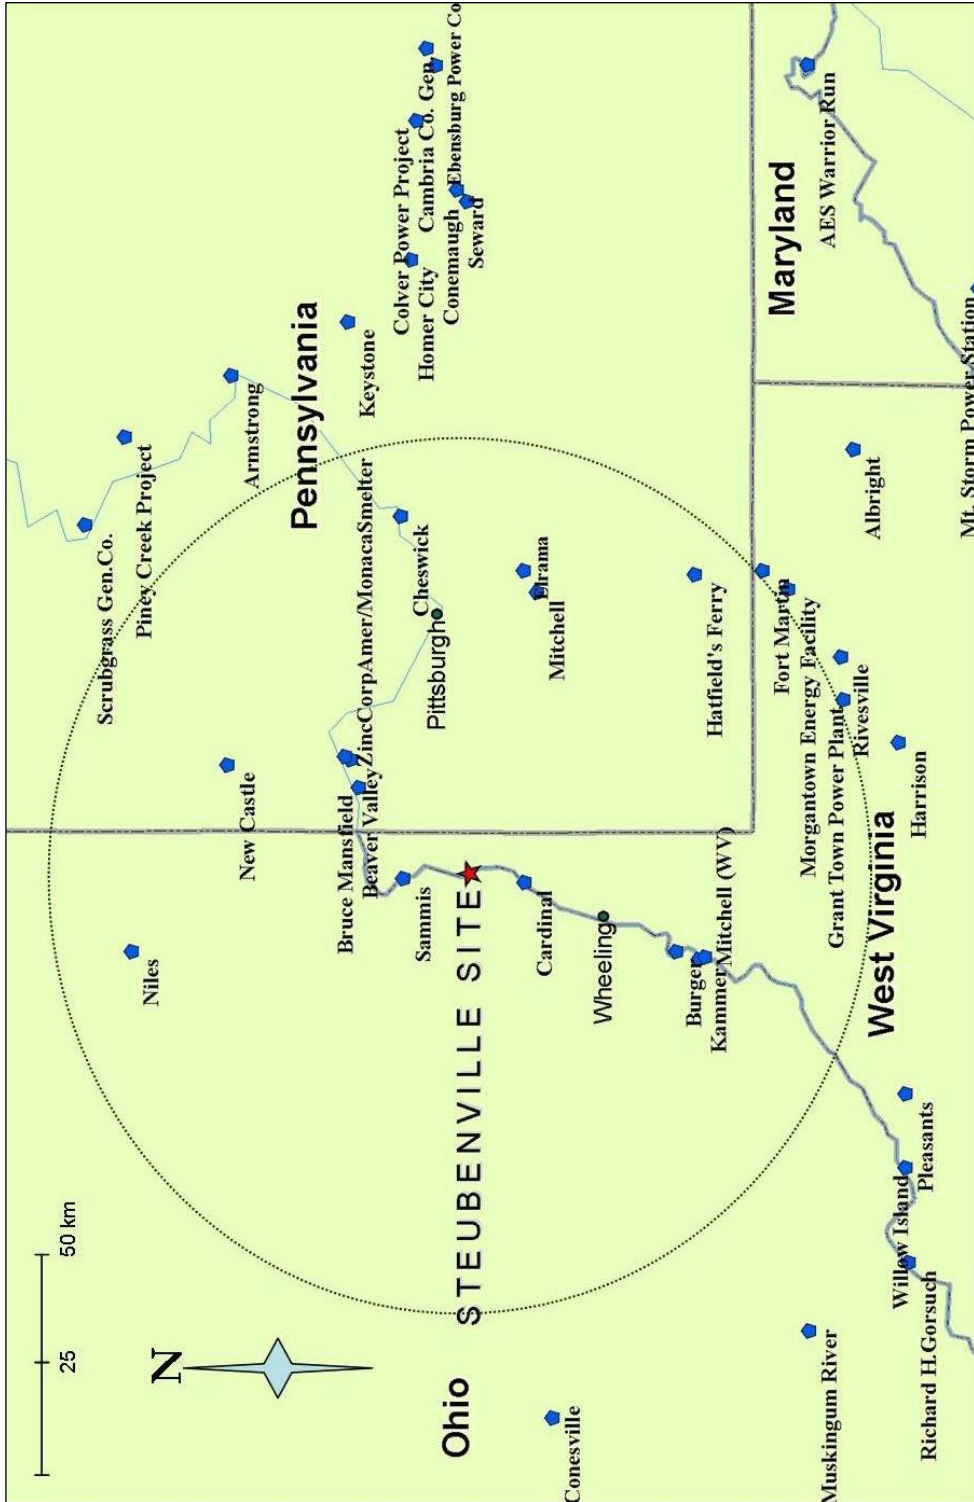 N
25
50 km
Scrubgrass Gen.Co.
Piney Creek Project
Niles
New Castle
Armstrong
Pennsylvania
Bruce Mansfield
Beaver Valley
ZincCorpAmer/MonacaSmelter
Keystone
Colver Power Project
Homer City
Cambria Co. Gen.
Conemaugh
Ebensburg Power Co
Seward
Sammis
Cheswick
Pittsburgh
Ohio
STEUBENVILLE SITE
Cardinal
Elrama
Mitchell
Conesville
Wheeling
Burger
Kammer
Mitchell (WV)
Hatfield's Ferry
Maryland
Fort Martin
Morgantown Energy Facility
Grant Town Power Plant
Rivesville
AES Warrior Run
Muskingum River
West Virginia
Albright
Harrison
Willow Island
Pleasants
Richard H.Gorsuch
Mt. Storm Power Station